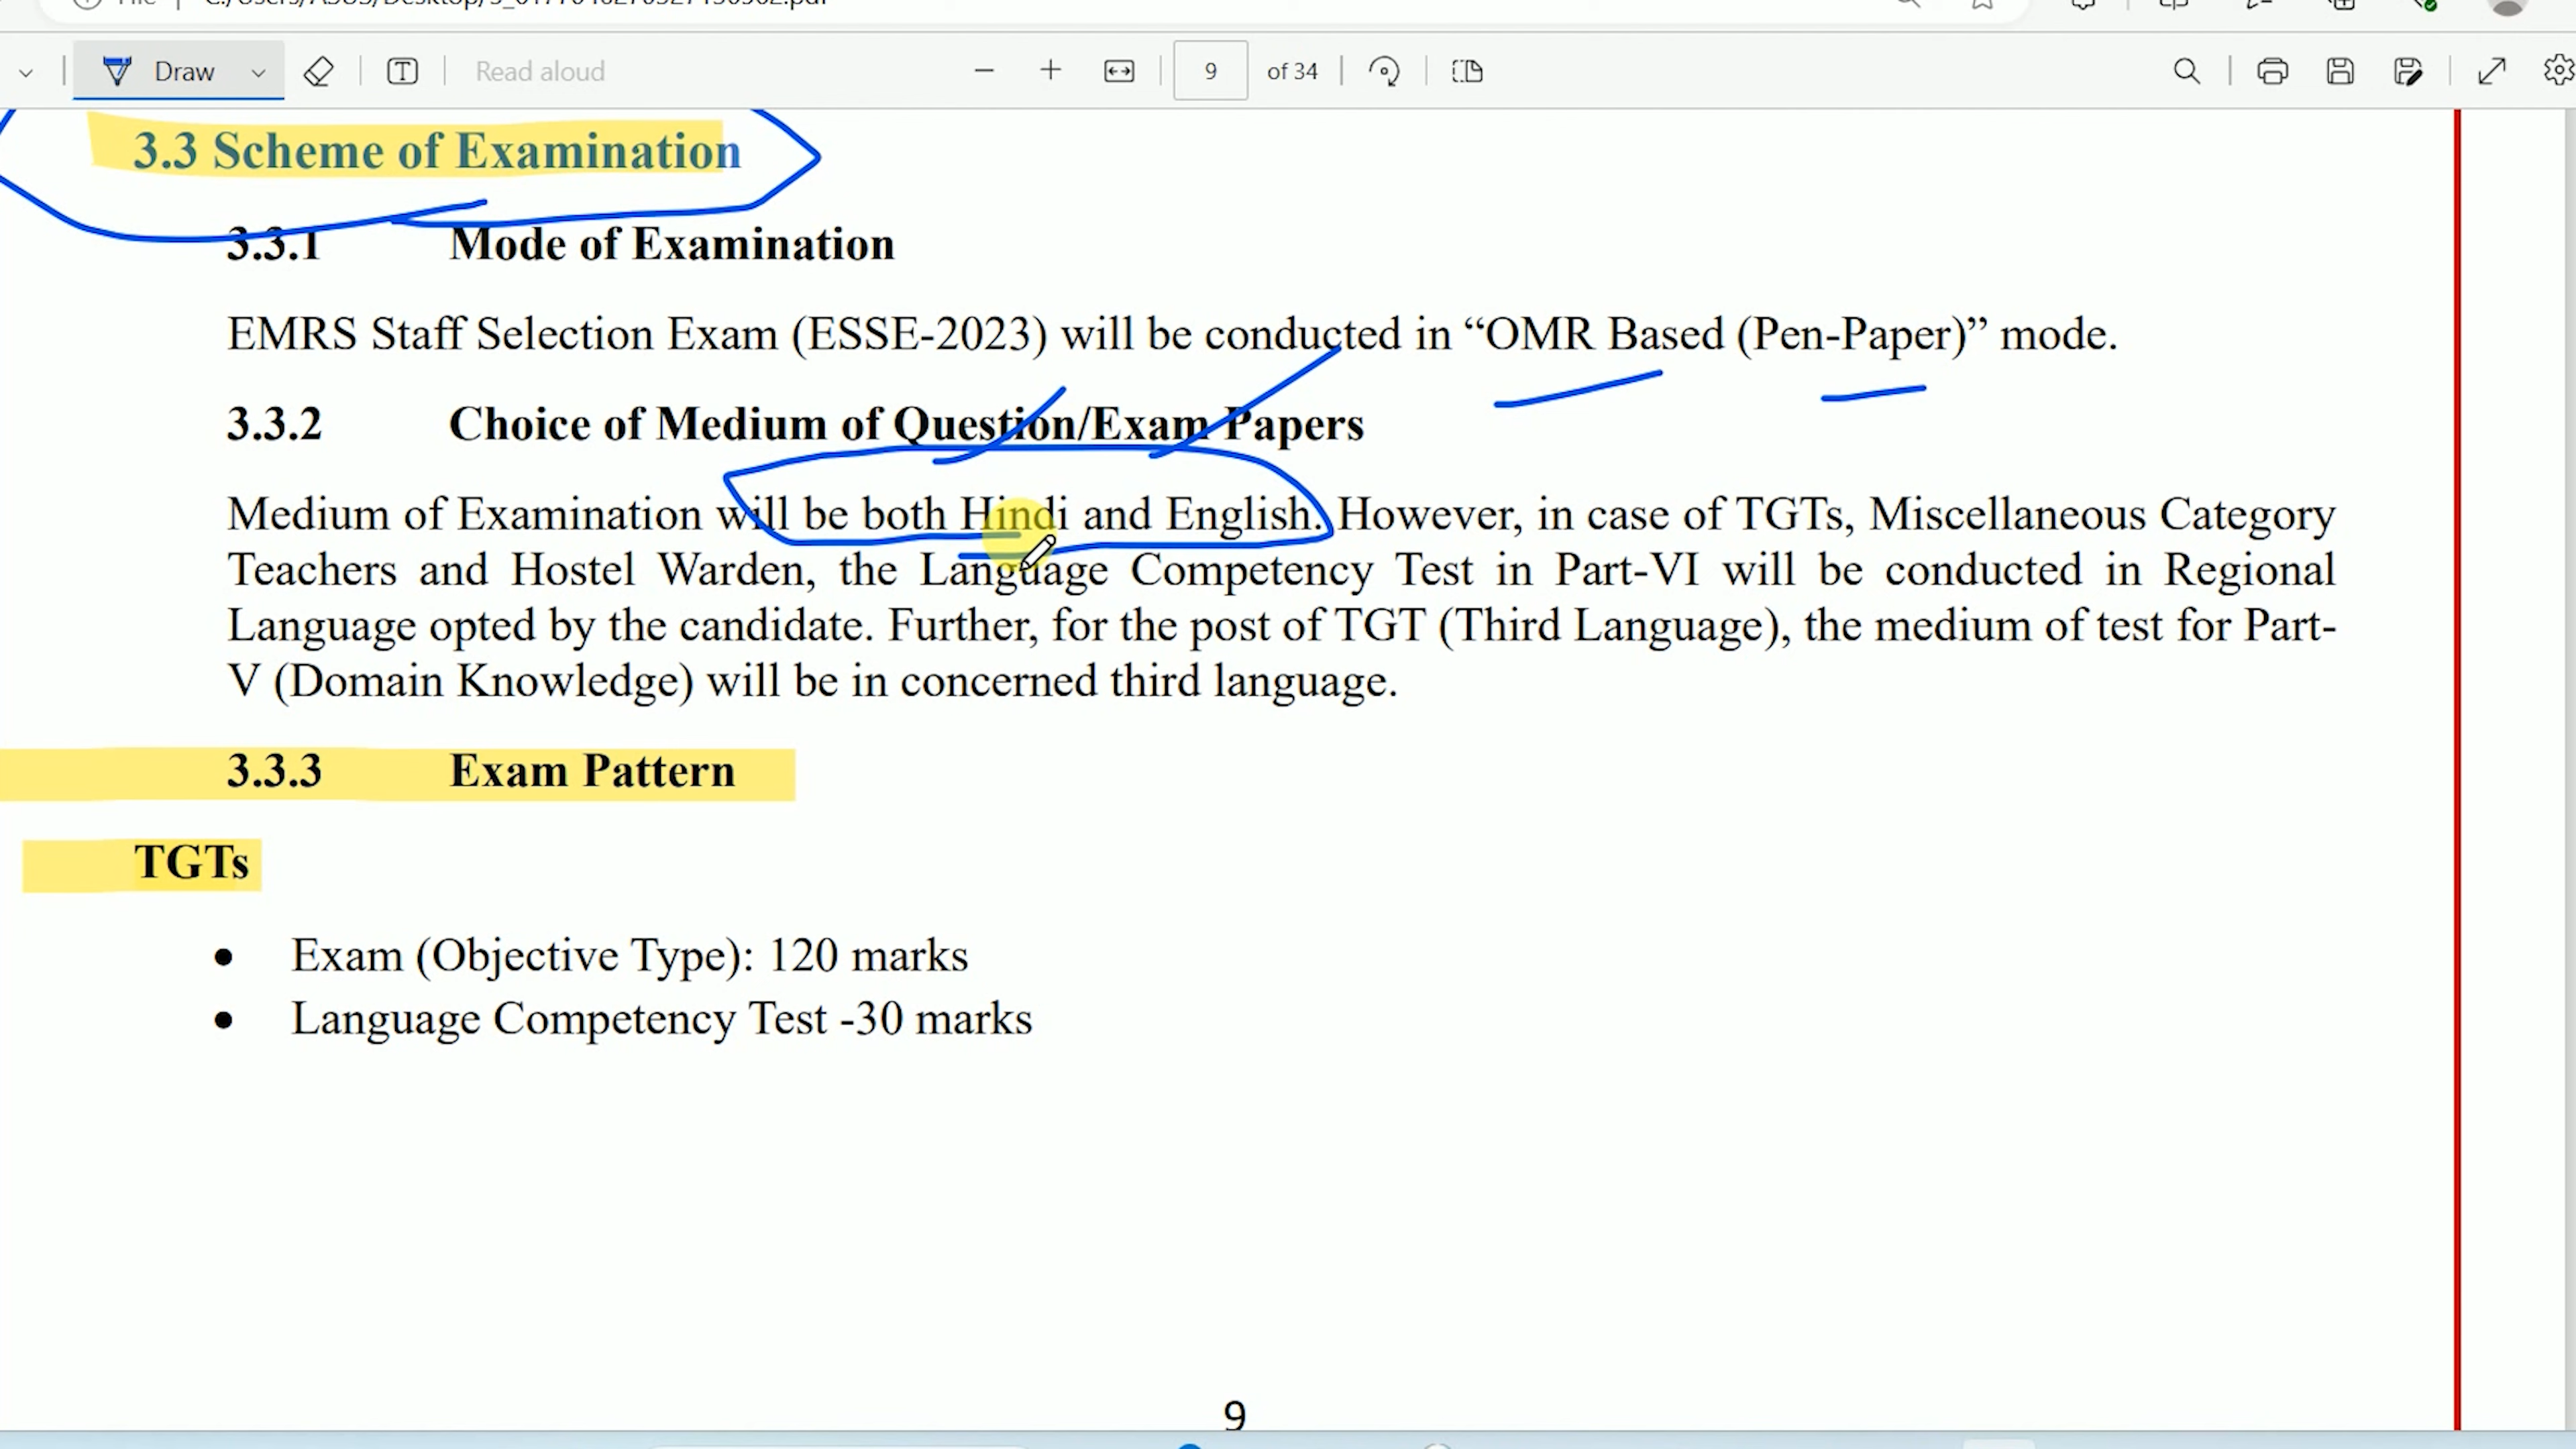 Draw
Read aloud
9 of 34
3.3 Scheme of Examination
3.3.1 Mode of Examination
EMRS Staff Selection Exam (ESSE-2023) will be conducted in “OMR Based (Pen-Paper)” mode.
3.3.2 Choice of Medium of Question/Exam Papers
Medium of Examination will be both Hindi and English. However, in case of TGTs, Miscellaneous Category
Teachers and Hostel Warden, the Language Competency Test in Part-VI will be conducted in Regional
Language opted by the candidate. Further, for the post of TGT (Third Language), the medium of test for Part-
V (Domain Knowledge) will be in concerned third language.
3.3.3 Exam Pattern
TGTs
• Exam (Objective Type): 120 marks
• Language Competency Test -30 marks
9